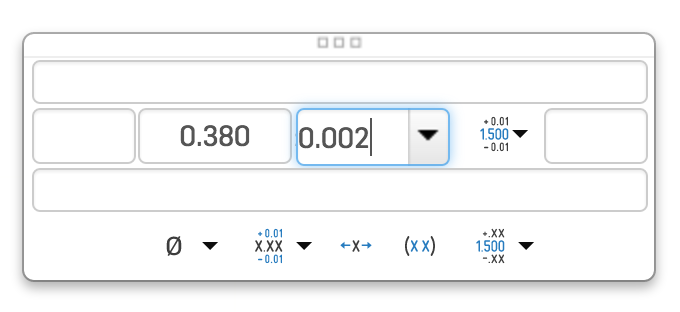 +0.01
0.380 0.002 1.500
-0.01
+0.01 +.XX
Ø X.XX ←X→ (X X) 1.500
-0.01 -.XX